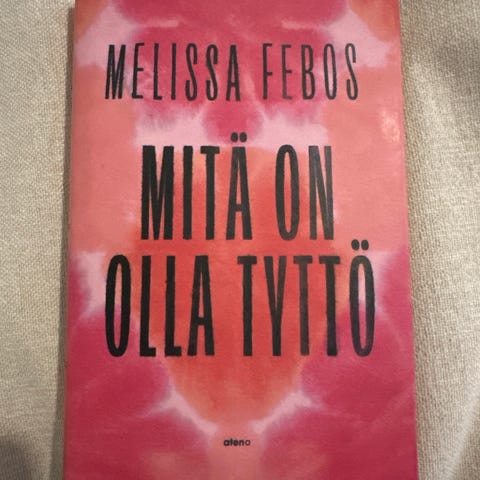 MELISSA FEBOS
MITÄ ON
OLLA TYTTÖ
atena